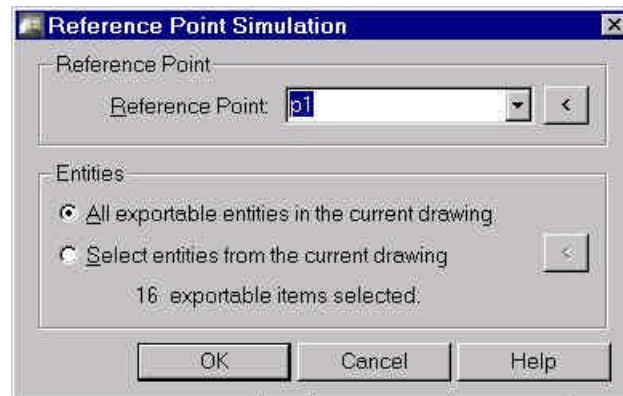 Reference Point Simulation
Reference Point
Reference Point: p1 <
Entities
All exportable entities in the current drawing
Select entities from the current drawing <
16 exportable items selected.
OK Cancel Help